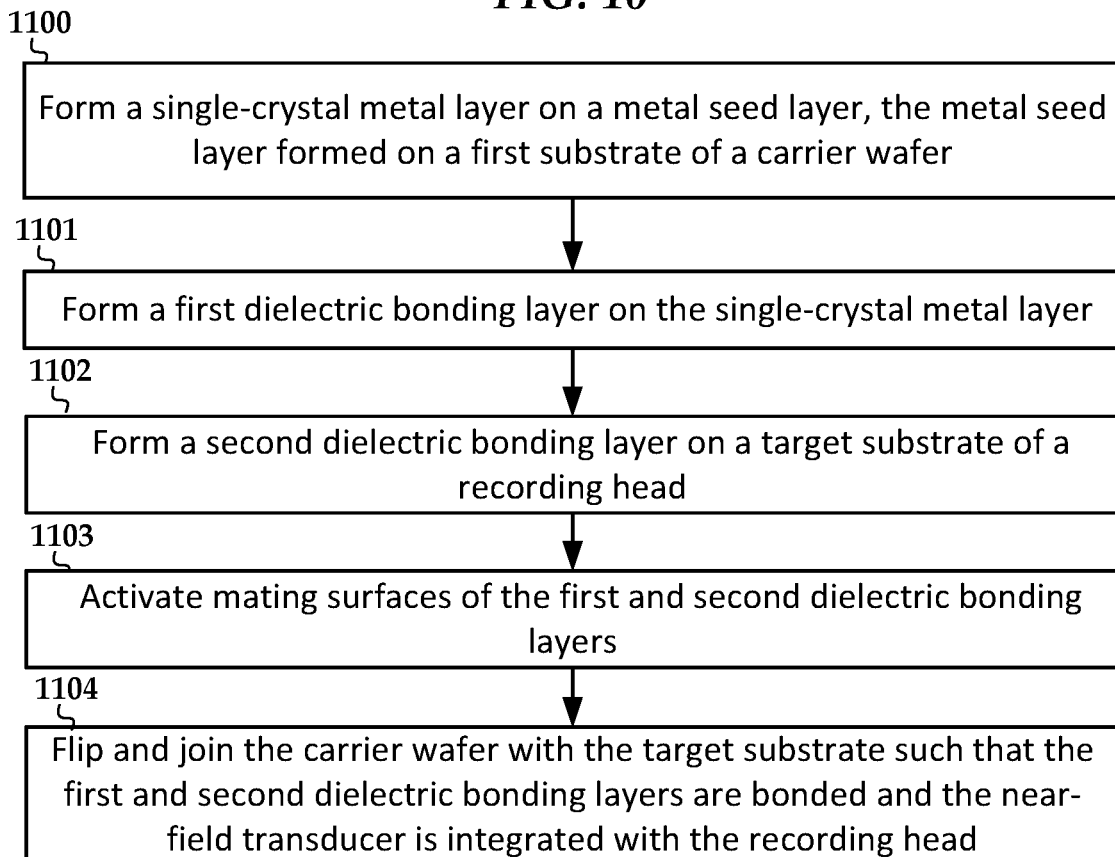 FIG. 10
1100
Form a single-crystal metal layer on a metal seed layer, the metal seed
layer formed on a first substrate of a carrier wafer
1101
Form a first dielectric bonding layer on the single-crystal metal layer
1102
Form a second dielectric bonding layer on a target substrate of a
recording head
1103
Activate mating surfaces of the first and second dielectric bonding
layers
1104
Flip and join the carrier wafer with the target substrate such that the
first and second dielectric bonding layers are bonded and the near-
field transducer is integrated with the recording head